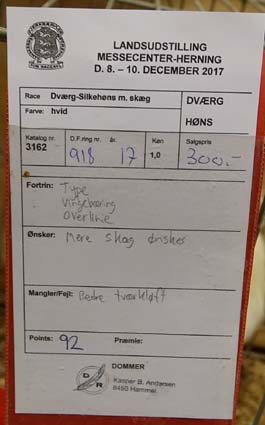 LANDSUDSTILLING
MESSECENTER-HERNING
D. 8. – 10. DECEMBER 2017
Race Dværg-Silkehøns m. skæg
Farve: hvid
DVÆRG
HØNS
Katalog nr. D.F.ring nr. år. Køn Salgspris
3162 918 17 1,0 300,-
Fortrin: Type
Vingebæring
Overlinie
Ønsker: Mere skæg ønskes
Mangler/Fejl: Bedre tværkløft
Points: 92 Præmie:
DOMMER
Kasper B. Andersen
8450 Hammel
D R